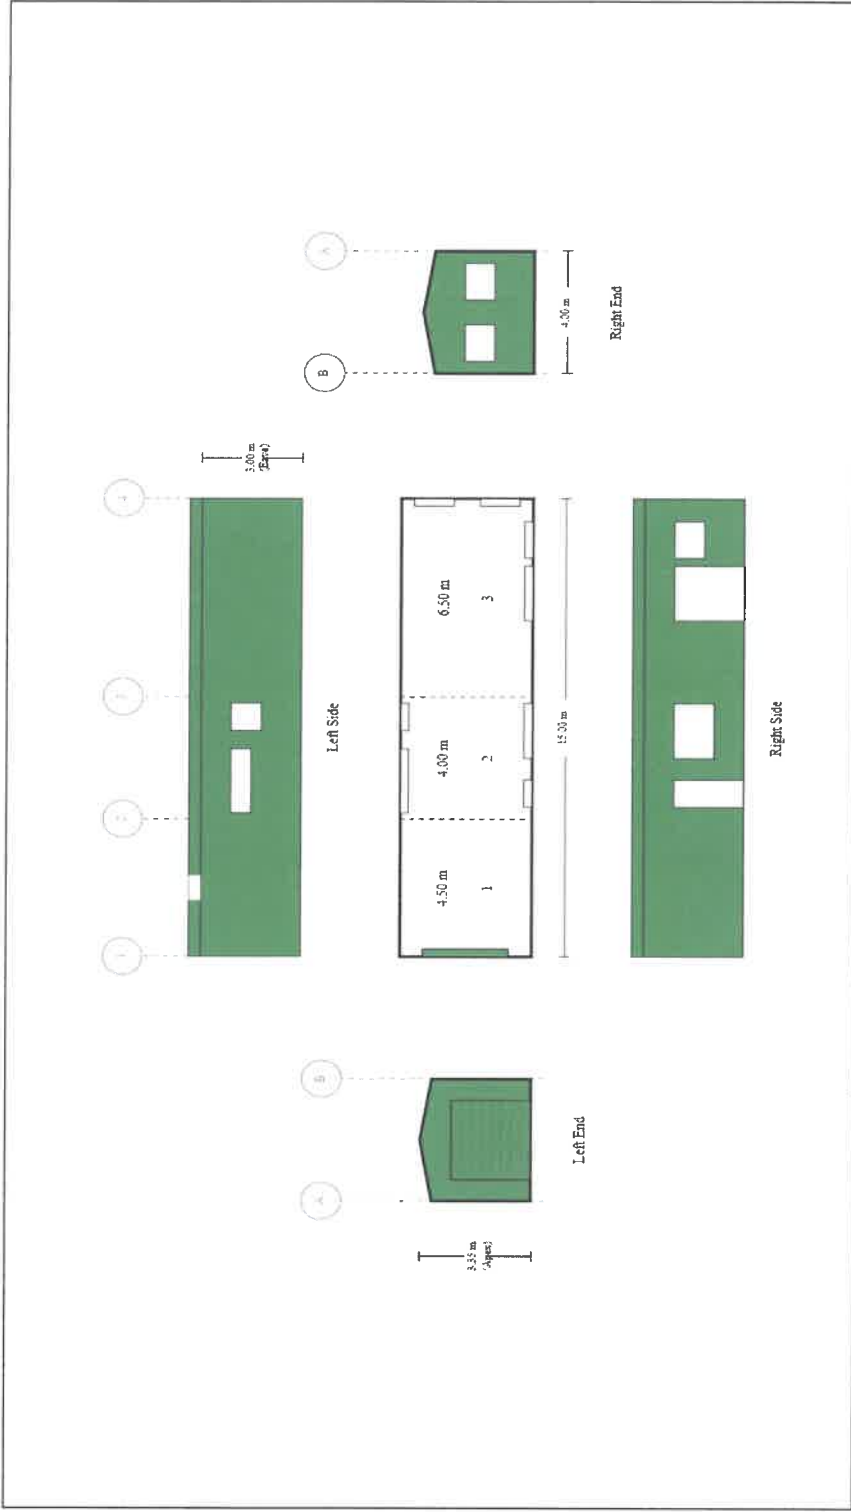 3.00 m
(Eave)
Left Side
A
B
B
A
3.35 m
(Apex)
4.50 m
4.00 m
6.50 m
1
2
3
15.00 m
4.00 m
Left End
Right End
Right Side